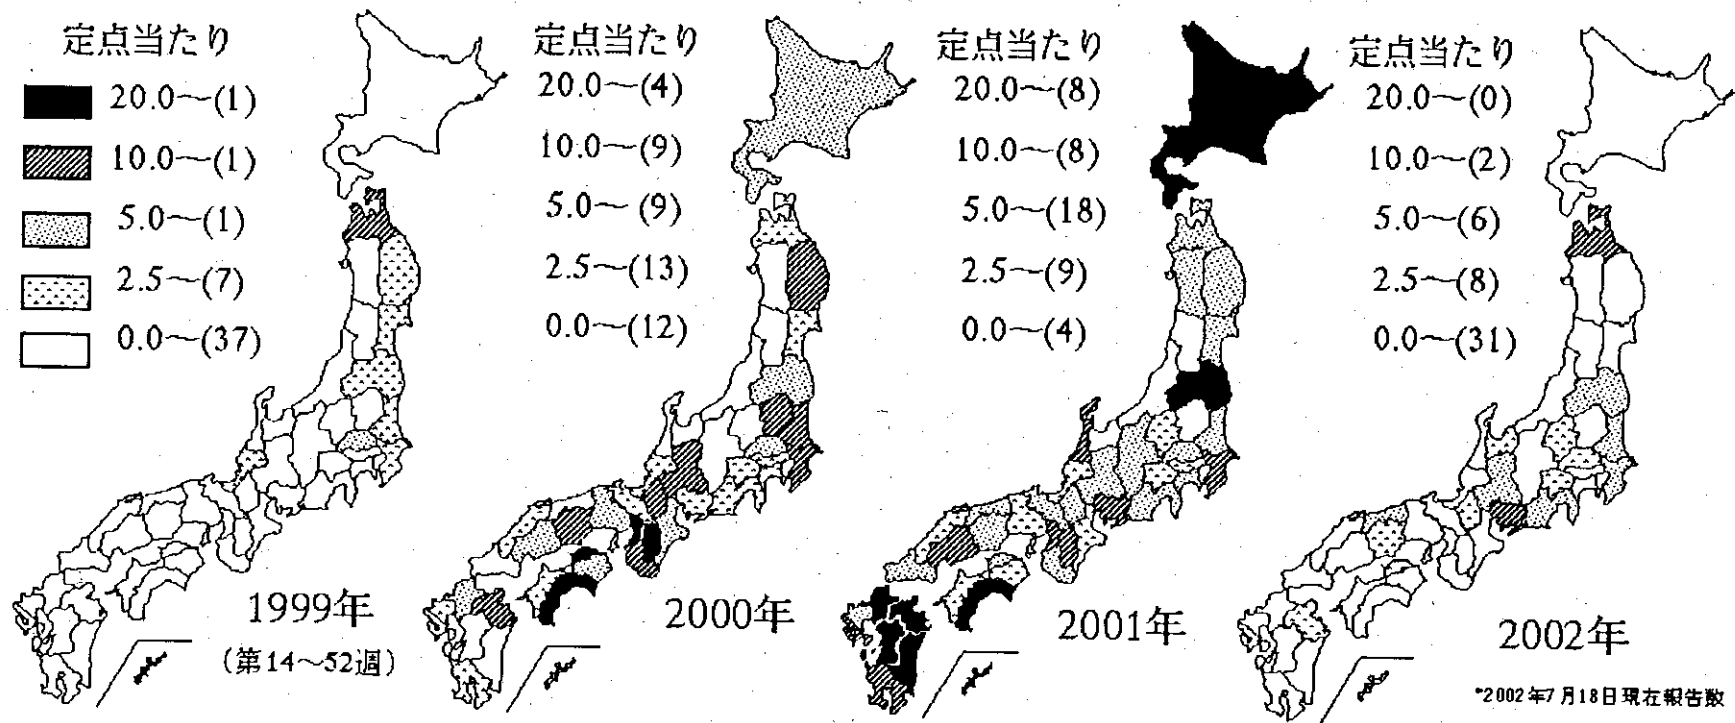 定点当たり
20.0～(1)
10.0～(1)
5.0～(1)
2.5～(7)
0.0～(37)
1999年
(第14～52週)
定点当たり
20.0～(4)
10.0～(9)
5.0～(9)
2.5～(13)
0.0～(12)
2000年
定点当たり
20.0～(8)
10.0～(8)
5.0～(18)
2.5～(9)
0.0～(4)
2001年
定点当たり
20.0～(0)
10.0～(2)
5.0～(6)
2.5～(8)
0.0～(31)
2002年
*2002年7月18日現在報告数